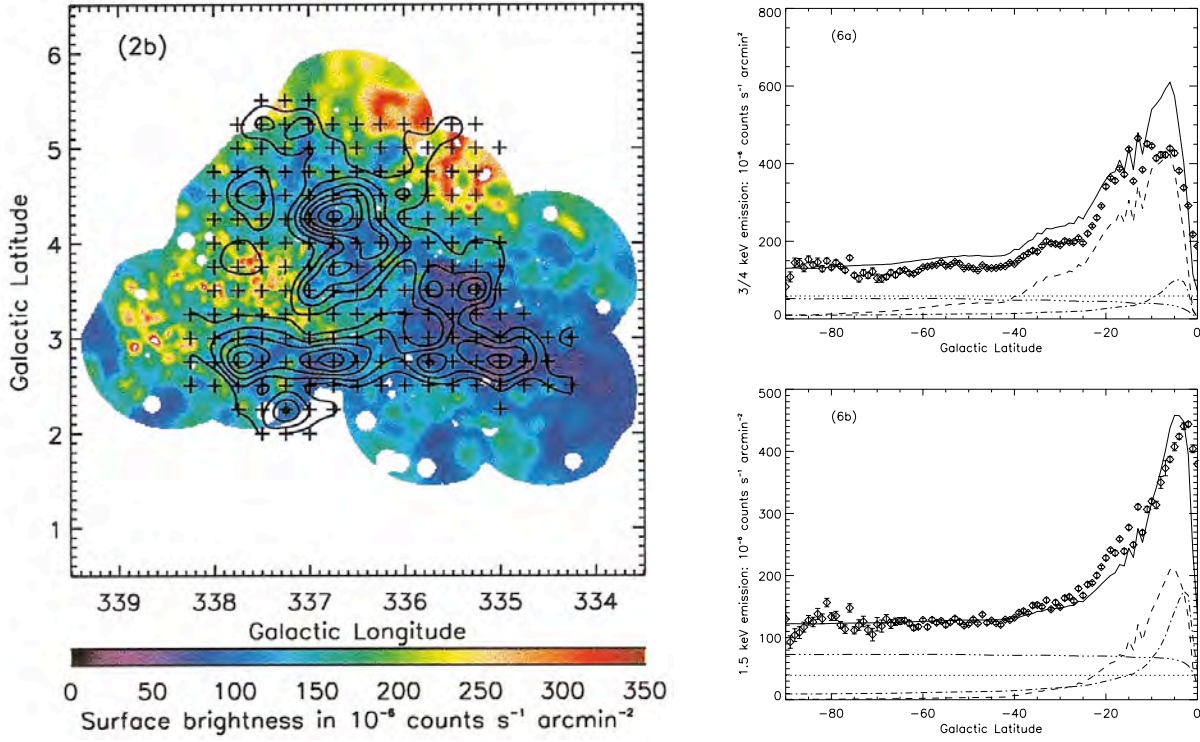 (2b)
6
5
4
3
2
1
Galactic Latitude
339 338 337 336 335 334
Galactic Longitude
0 50 100 150 200 250 300 350
Surface brightness in 10⁻⁶ counts s⁻¹ arcmin⁻²
(6a)
800
600
400
200
0
3/4 keV emission: 10⁻⁶ counts s⁻¹ arcmin⁻²
−80 −60 −40 −20 0
Galactic Latitude
(6b)
500
400
300
200
100
0
1.5 keV emission: 10⁻⁶ counts s⁻¹ arcmin⁻²
−80 −60 −40 −20 0
Galactic Latitude